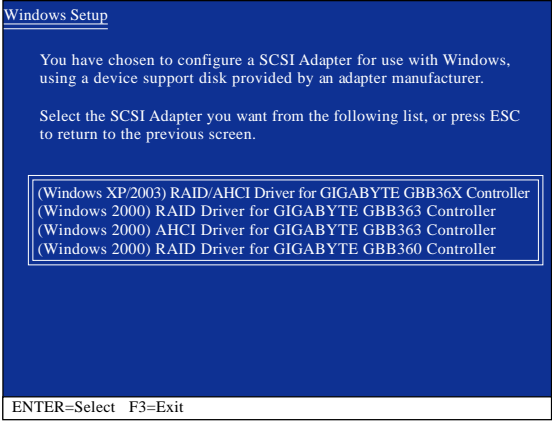 Windows Setup
You have chosen to configure a SCSI Adapter for use with Windows,
using a device support disk provided by an adapter manufacturer.
Select the SCSI Adapter you want from the following list, or press ESC
to return to the previous screen.
(Windows XP/2003) RAID/AHCI Driver for GIGABYTE GBB36X Controller
(Windows 2000) RAID Driver for GIGABYTE GBB363 Controller
(Windows 2000) AHCI Driver for GIGABYTE GBB363 Controller
(Windows 2000) RAID Driver for GIGABYTE GBB360 Controller
ENTER=Select F3=Exit